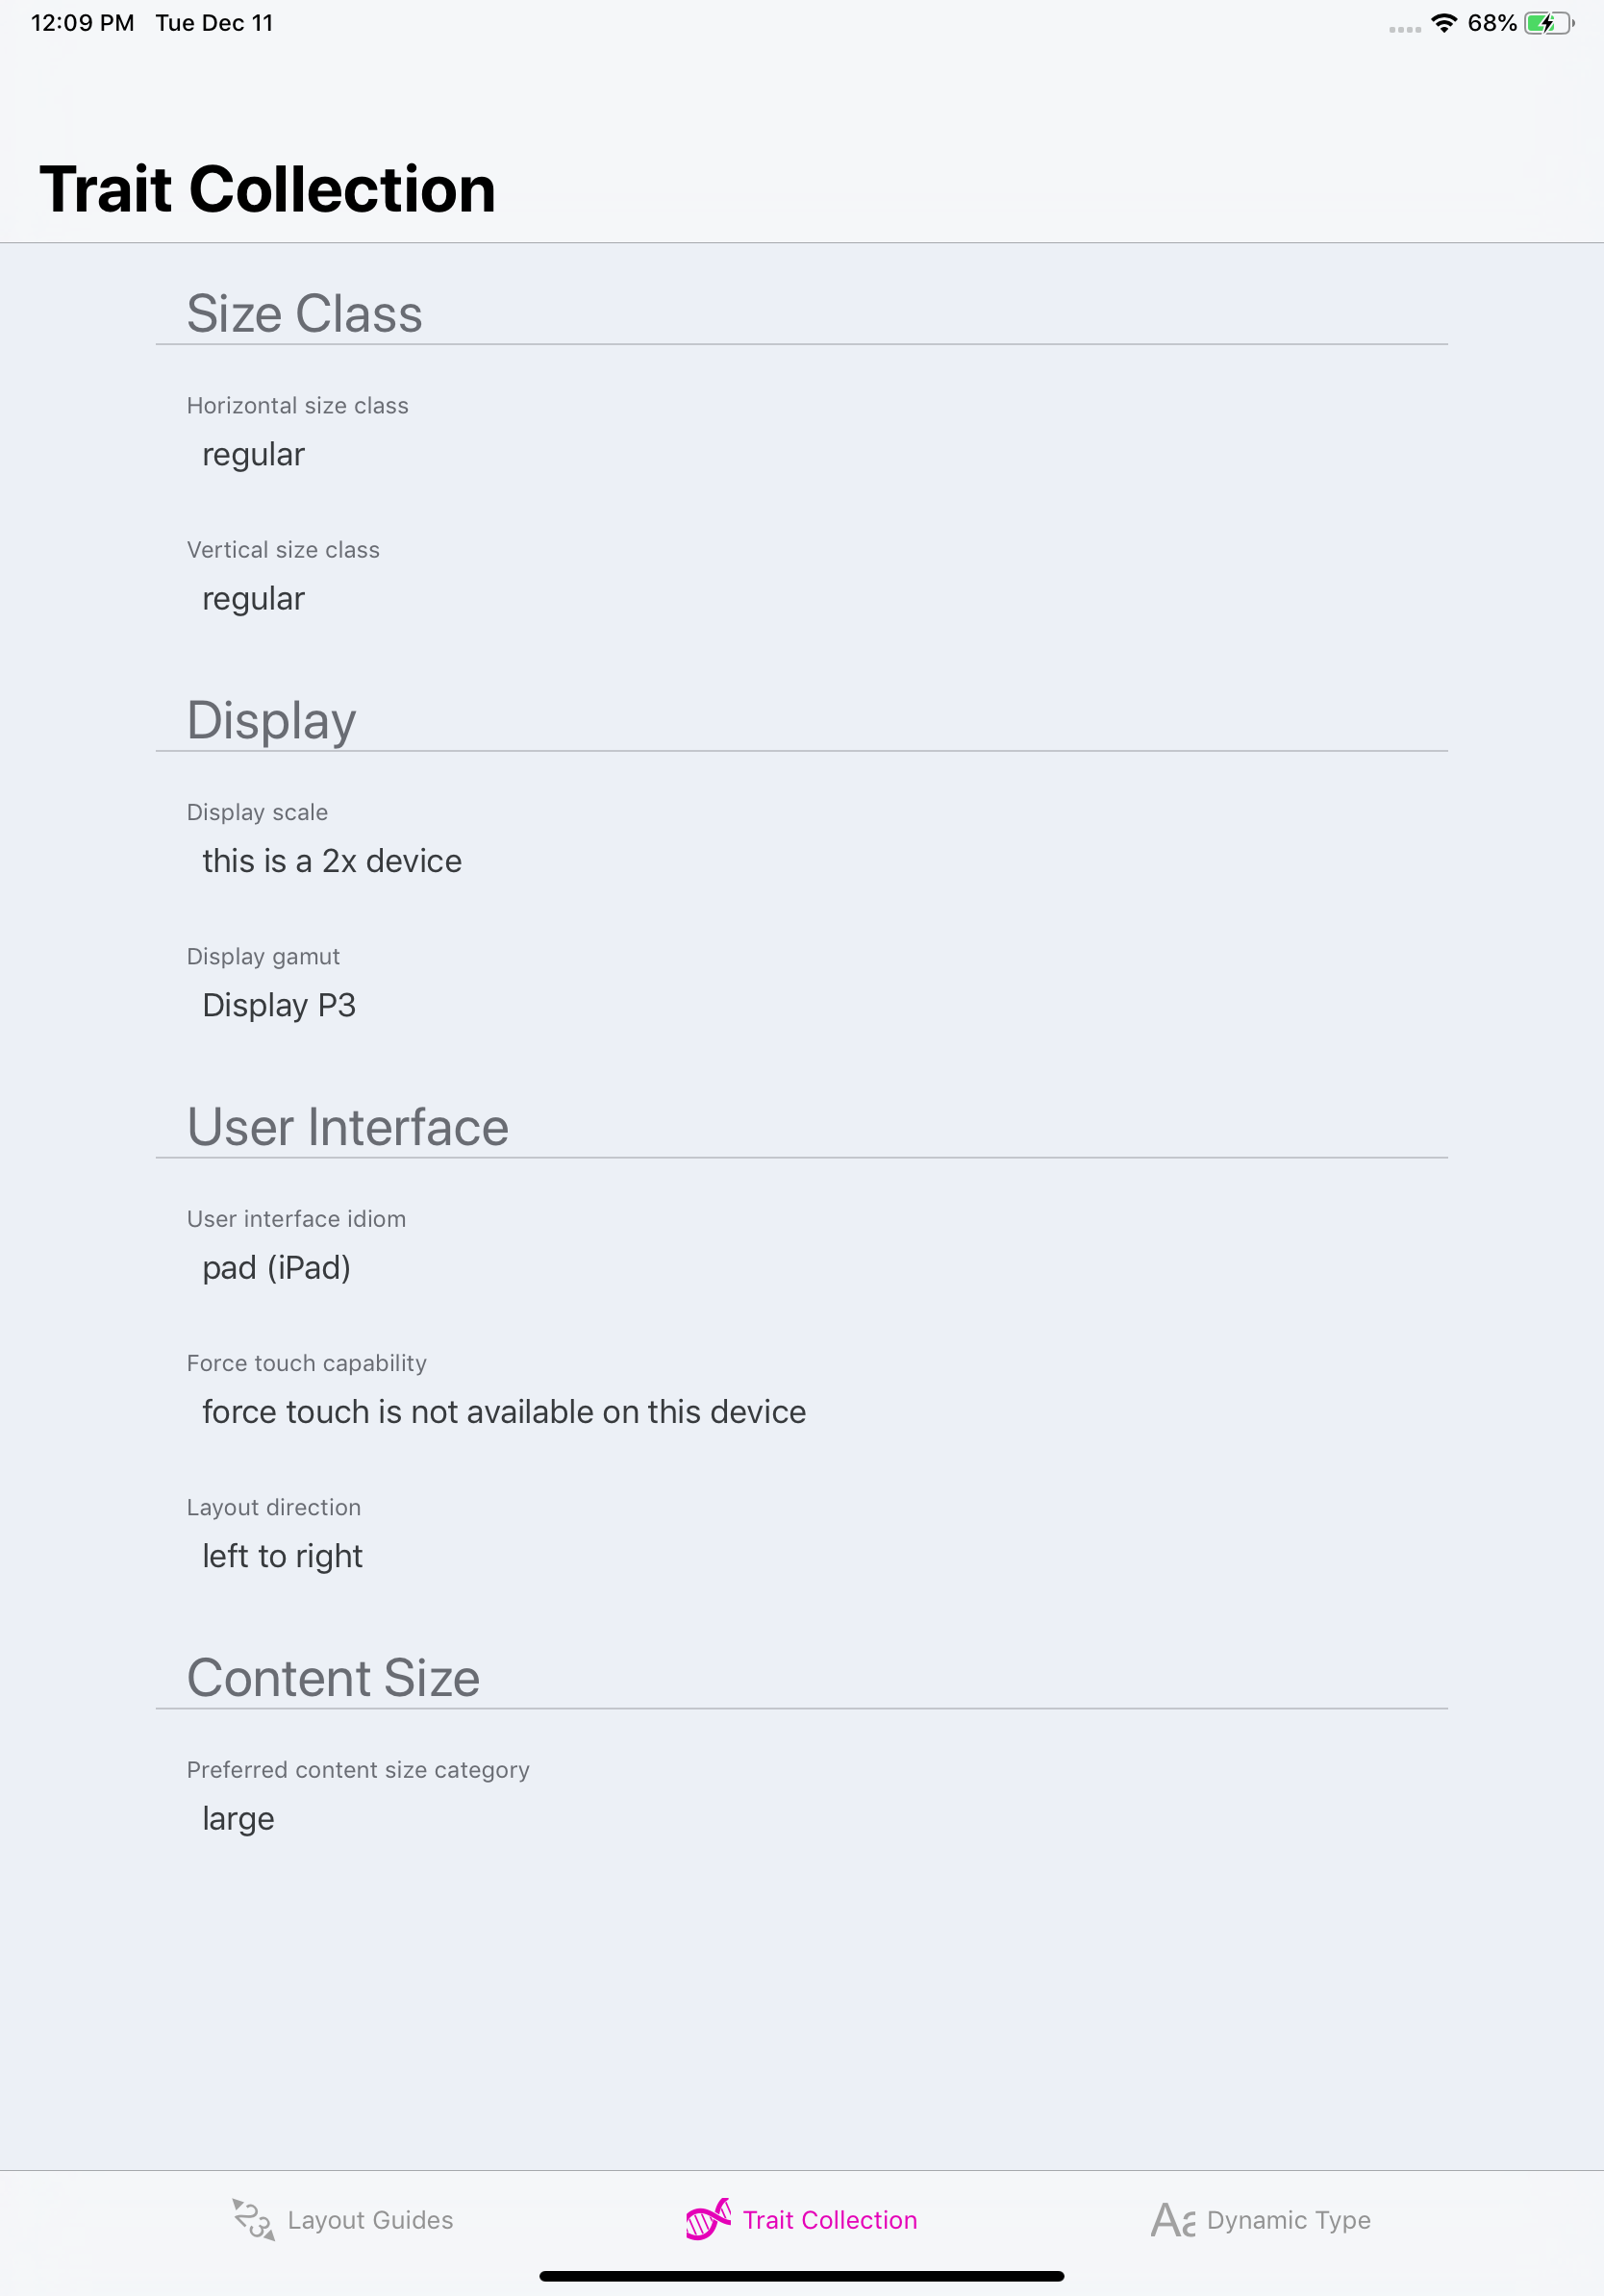 12:09 PM Tue Dec 11 68%
Trait Collection
Size Class
Horizontal size class
regular
Vertical size class
regular
Display
Display scale
this is a 2x device
Display gamut
Display P3
User Interface
User interface idiom
pad (iPad)
Force touch capability
force touch is not available on this device
Layout direction
left to right
Content Size
Preferred content size category
large
23 Layout Guides Trait Collection Aa Dynamic Type